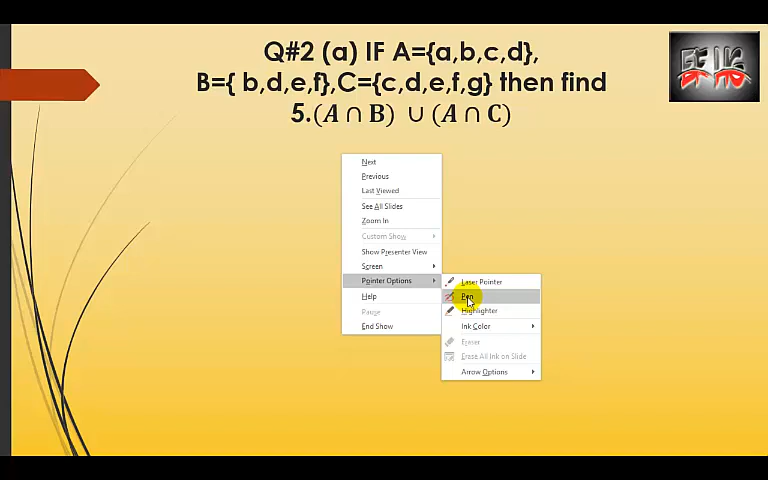 Q#2 (a) IF A={a,b,c,d},
B={ b,d,e,f},C={c,d,e,f,g} then find
5.(𝑨 ∩ 𝐁) ∪ (𝑨 ∩ 𝐂)
Next
Previous
Last Viewed
See All Slides
Zoom In
Custom Show
Show Presenter View
Screen
Pointer Options
Help
Pause
End Show
Laser Pointer
Pen
Highlighter
Ink Color
Eraser
Erase All Ink on Slide
Arrow Options